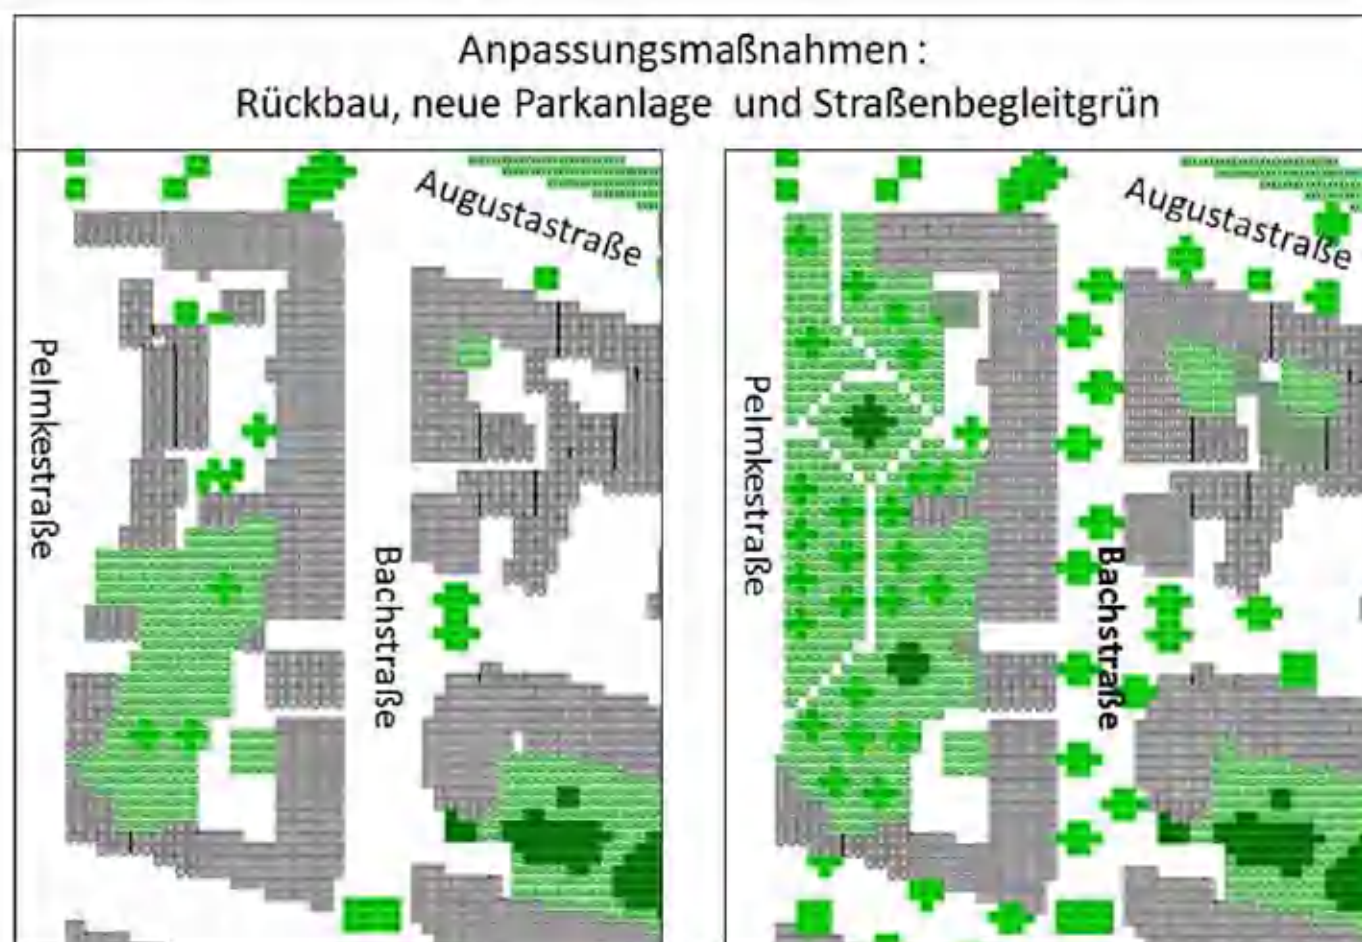 Anpassungsmaßnahmen :
Rückbau, neue Parkanlage und Straßenbegleitgrün
Augustastraße
Pelmkestraße
Bachstraße
Augustastraße
Pelmkestraße
Bachstraße